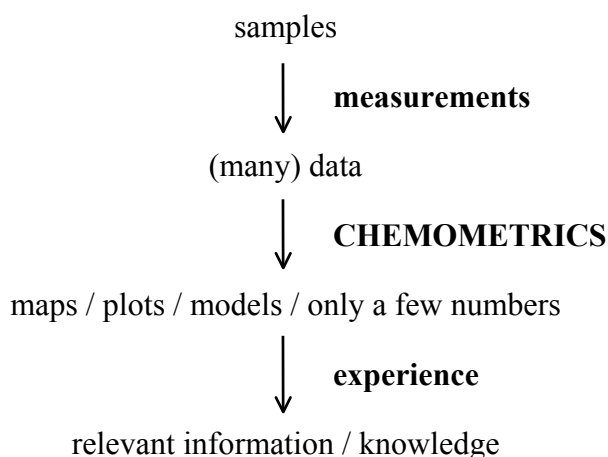 samples
measurements
(many) data
CHEMOMETRICS
maps / plots / models / only a few numbers
experience
relevant information / knowledge